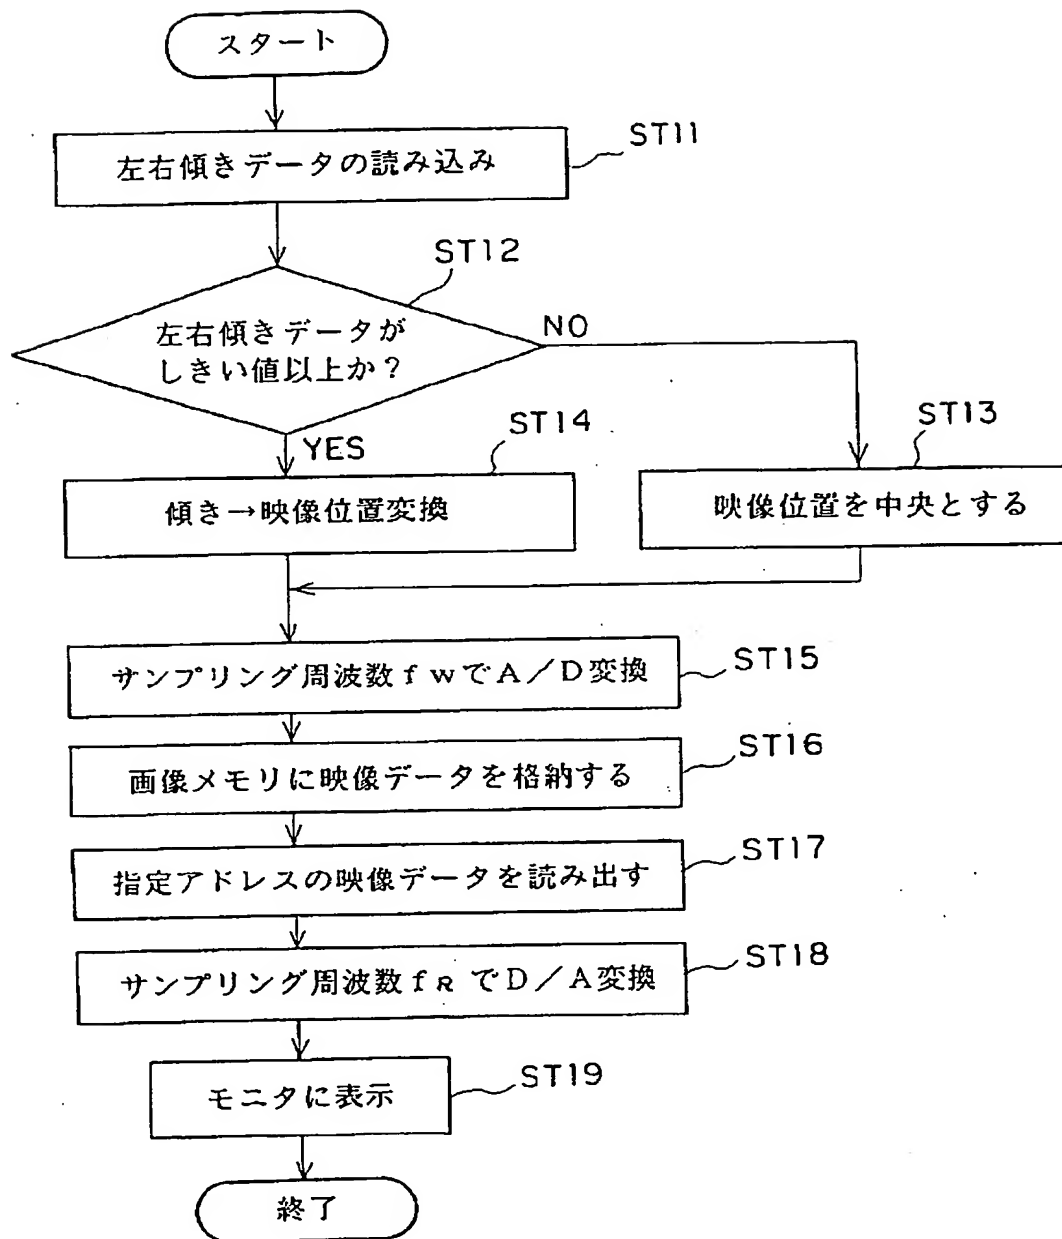 スタート
左右傾きデータの読み込み
ST11
ST12
左右傾きデータが
しきい値以上か？
NO
YES
ST14
傾き→映像位置変換
ST13
映像位置を中央とする
サンプリング周波数fWでA／D変換
ST15
画像メモリに映像データを格納する
ST16
指定アドレスの映像データを読み出す
ST17
サンプリング周波数fRでD／A変換
ST18
モニタに表示
ST19
終了